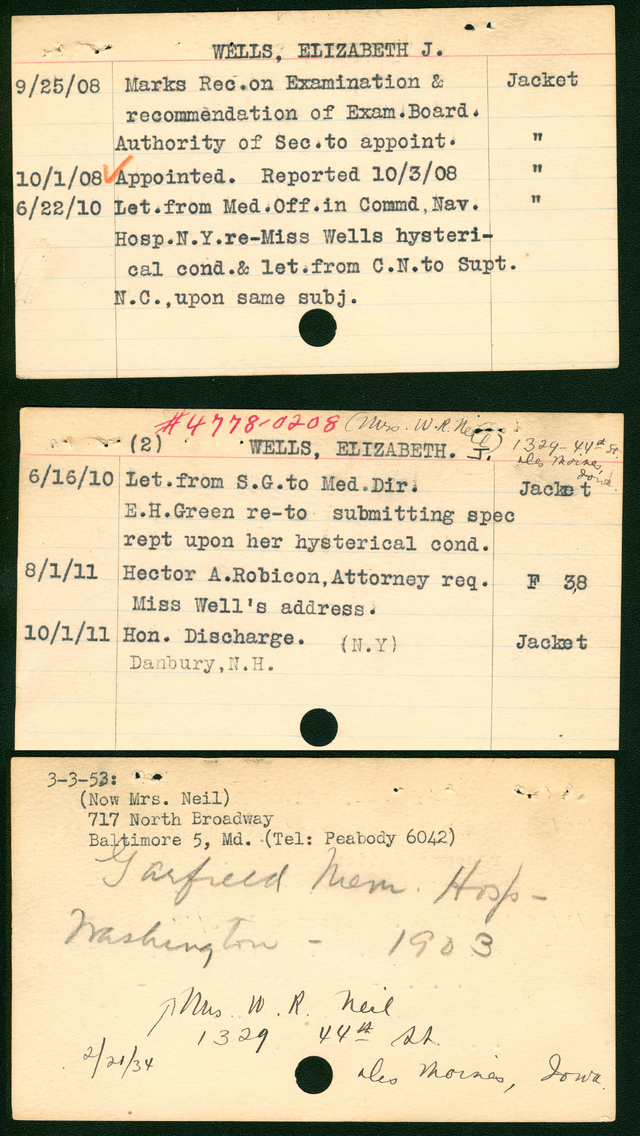 WELLS, ELIZABETH J.
9/25/08 Marks Rec.on Examination & Jacket
recommendation of Exam.Board.
Authority of Sec.to appoint. "
10/1/08 ✓ Appointed. Reported 10/3/08 "
6/22/10 Let.from Med.Off.in Commd,Nav. "
Hosp.N.Y.re-Miss Wells hysteri-
cal cond.& let.from C.N.to Supt.
N.C.,upon same subj.
#4778-0208 (Mrs. W.R. Neil) 1329-44th St.
(2) WELLS, ELIZABETH. J. Des Moines,
Iowa.
6/16/10 Let.from S.G.to Med.Dir. Jacket
E.H.Green re-to submitting spec
rept upon her hysterical cond.
8/1/11 Hector A.Robicon,Attorney req. F 38
Miss Well's address.
10/1/11 Hon. Discharge. (N.Y) Jacket
Danbury,N.H.
3-3-53:
(Now Mrs. Neil)
717 North Broadway
Baltimore 5, Md. (Tel: Peabody 6042)
Garfield Mem. Hosp-
Washington - 1903
Mrs W. R. Neil
1329 44th St.
2/21/34 Des Moines, Iowa.